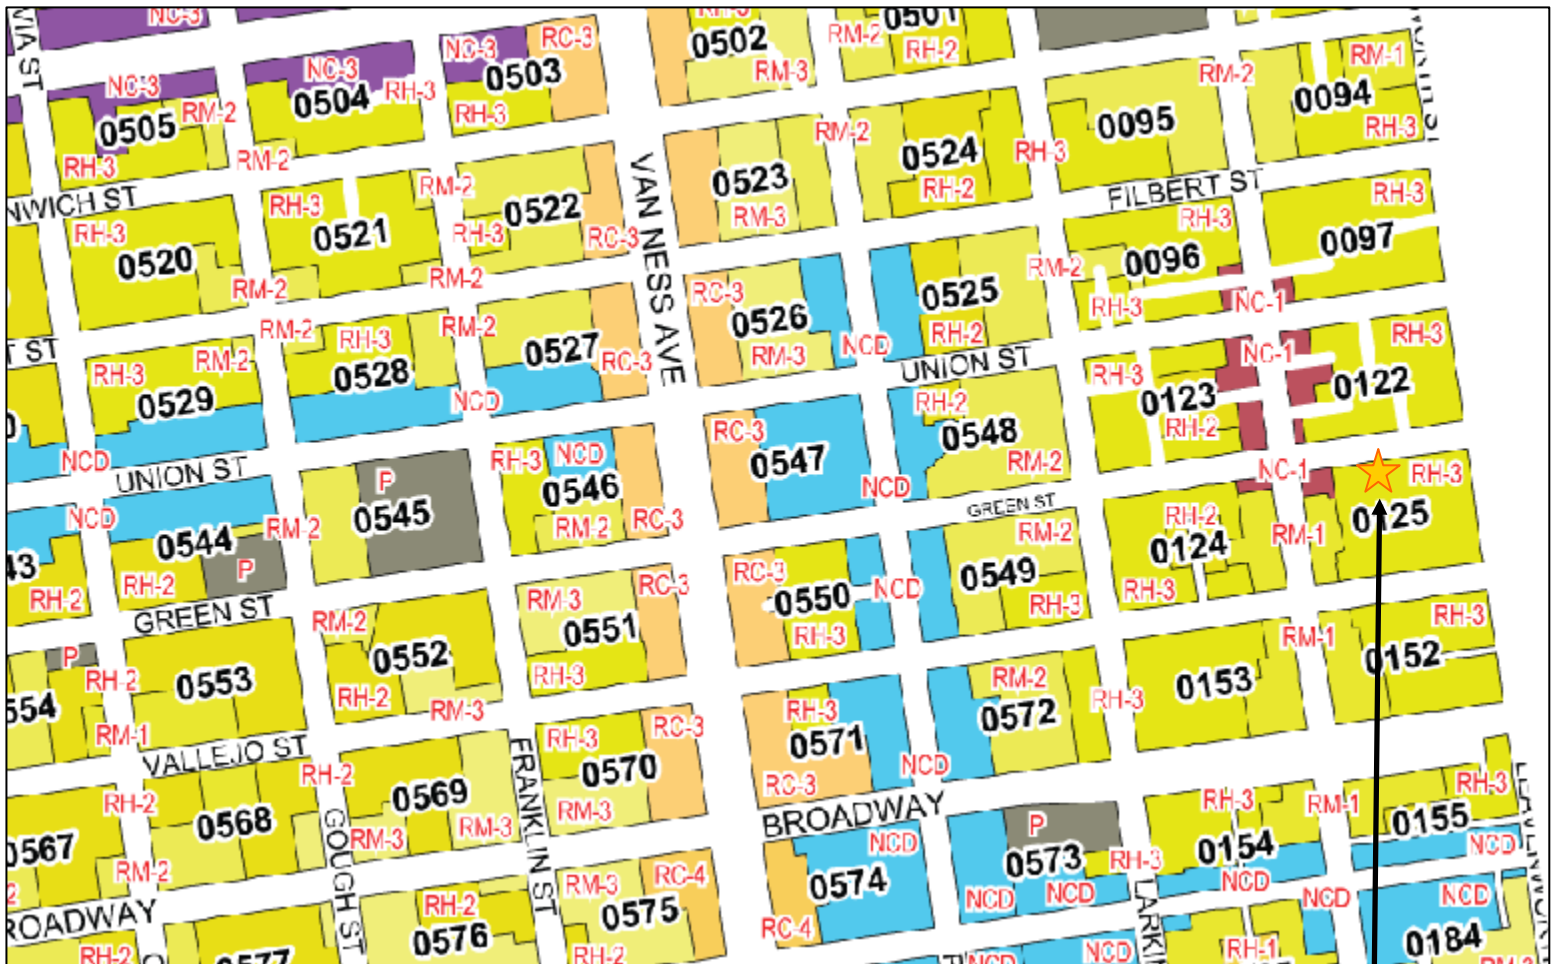 NC-3
RC-3
RH-3
0502
RM-2
0501
RH-2
RM-3
NC-3
NC-3
NC-3
0503
0505
RM-2
0504
RH-3
RH-3
RH-3
RM-2
RM-2
0524
RH-3
0095
RM-2
0094
RM-1
RH-3
NWICH ST
RH-3
0520
RM-2
RH-3
0521
RM-2
0522
RH-3
RC-3
RM-2
VAN NESS AVE
0523
RM-3
RH-2
FILBERT ST
RH-3
RH-3
0096
0097
RM-2
RH-3
NC-1
T ST
RH-3
RM-2
0529
RM-2
RH-3
0528
RM-2
0527
RC-3
NCD
NCD
RC-3
0526
RM-3
NCD
0525
RH-2
UNION ST
RH-3
0123
RH-2
NC-1
0122
RH-3
UNION ST
NCD
0544
RM-2
P
RH-2
P
0545
RH-3
NCD
0546
RM-2
RC-3
RC-3
0547
NCD
RH-2
0548
RM-2
GREEN ST
NC-1
RH-3
RH-2
0124
RH-3
RM-1
0125
43
RH-2
GREEN ST
RM-2
0552
RH-2
RM-3
RM-3
0551
RH-3
RC-3
RC-3
0550
RH-3
NCD
RM-2
0549
RH-3
RM-1
RH-3
0152
P
RH-2
554
RM-1
0553
VALLEJO ST
RH-3
0570
RM-3
RC-3
RH-3
0571
RC-3
NCD
RM-2
0572
RH-3
0153
RH-2
0567
RM-2
0568
RH-2
0569
RM-3
RM-3
GOUGH ST
FRANKLIN ST
BROADWAY
NCD
0574
RC-4
P
0573
NCD
NCD
RH-3
RH-3
0154
NCD
RM-1
RH-3
0155
NCD
ROADWAY
RH-2
0577
RH-2
0576
RM-3
RC-4
0575
RH-2
NCD
NCD
LARKIN
RH-1
NCD
NCD
0184
RM-3